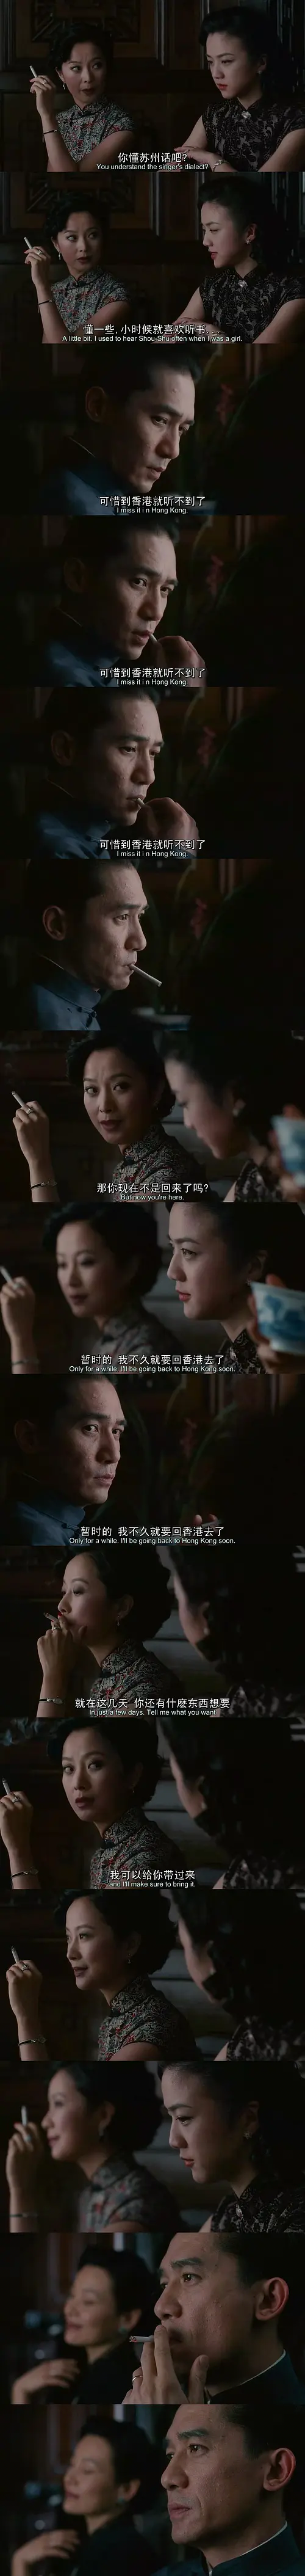 你懂苏州话吧?
You understand the singer's dialect?
懂一些, 小时候就喜欢听书
A little bit. I used to hear Shou-Shu often when I was a girl.
可惜到香港就听不到了
I miss it i n Hong Kong.
可惜到香港就听不到了
I miss it i n Hong Kong.
可惜到香港就听不到了
I miss it i n Hong Kong.
那你现在不是回来了吗?
But now you're here.
暂时的 我不久就要回香港去了
Only for a while. I'll be going back to Hong Kong soon.
暂时的 我不久就要回香港去了
Only for a while. I'll be going back to Hong Kong soon.
就在这几天 你还有什麽东西想要
In just a few days. Tell me what you want
我可以给你带过来
and I'll make sure to bring it.